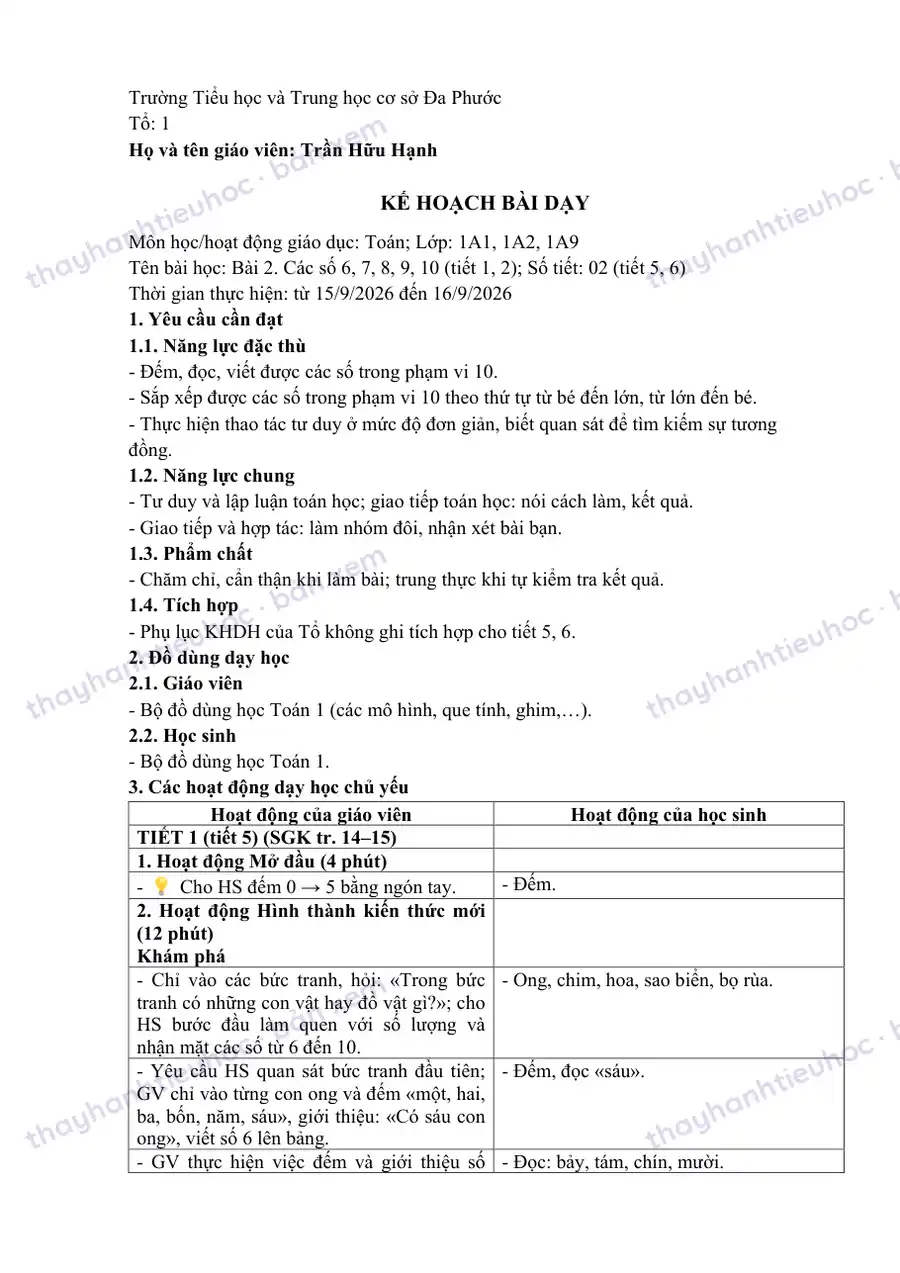 Trường Tiểu học và Trung học cơ sở Đa Phước
Tổ: 1
Họ và tên giáo viên: Trần Hữu Hạnh
KẾ HOẠCH BÀI DẠY
Môn học/hoạt động giáo dục: Toán; Lớp: 1A1, 1A2, 1A9
Tên bài học: Bài 2. Các số 6, 7, 8, 9, 10 (tiết 1, 2); Số tiết: 02 (tiết 5, 6)
Thời gian thực hiện: từ 15/9/2026 đến 16/9/2026
1. Yêu cầu cần đạt
1.1. Năng lực đặc thù
- Đếm, đọc, viết được các số trong phạm vi 10.
- Sắp xếp được các số trong phạm vi 10 theo thứ tự từ bé đến lớn, từ lớn đến bé.
- Thực hiện thao tác tư duy ở mức độ đơn giản, biết quan sát để tìm kiếm sự tương
đồng.
1.2. Năng lực chung
- Tư duy và lập luận toán học; giao tiếp toán học: nói cách làm, kết quả.
- Giao tiếp và hợp tác: làm nhóm đôi, nhận xét bài bạn.
1.3. Phẩm chất
- Chăm chỉ, cẩn thận khi làm bài; trung thực khi tự kiểm tra kết quả.
1.4. Tích hợp
- Phụ lục KHDH của Tổ không ghi tích hợp cho tiết 5, 6.
2. Đồ dùng dạy học
2.1. Giáo viên
- Bộ đồ dùng học Toán 1 (các mô hình, que tính, ghim,…).
2.2. Học sinh
- Bộ đồ dùng học Toán 1.
3. Các hoạt động dạy học chủ yếu
Hoạt động của giáo viên
Hoạt động của học sinh
TIẾT 1 (tiết 5) (SGK tr. 14–15)
1. Hoạt động Mở đầu (4 phút)
- 💡 Cho HS đếm 0 → 5 bằng ngón tay.
- Đếm.
2. Hoạt động Hình thành kiến thức mới
(12 phút)
Khám phá
- Chỉ vào các bức tranh, hỏi: «Trong bức
tranh có những con vật hay đồ vật gì?»; cho
HS bước đầu làm quen với số lượng và
nhận mặt các số từ 6 đến 10.
- Ong, chim, hoa, sao biển, bọ rùa.
- Yêu cầu HS quan sát bức tranh đầu tiên;
GV chỉ vào từng con ong và đếm «một, hai,
ba, bốn, năm, sáu», giới thiệu: «Có sáu con
ong», viết số 6 lên bảng.
- Đếm, đọc «sáu».
- GV thực hiện việc đếm và giới thiệu số
- Đọc: bảy, tám, chín, mười.
thayhanhtieuhoc · bản xem
thayhanhtieuhoc · b
thayhanhtieuhoc · bản xem
thayhanhtieuhoc · b
thayhanhtieuhoc · bản xem
thayhanhtieuhoc · b